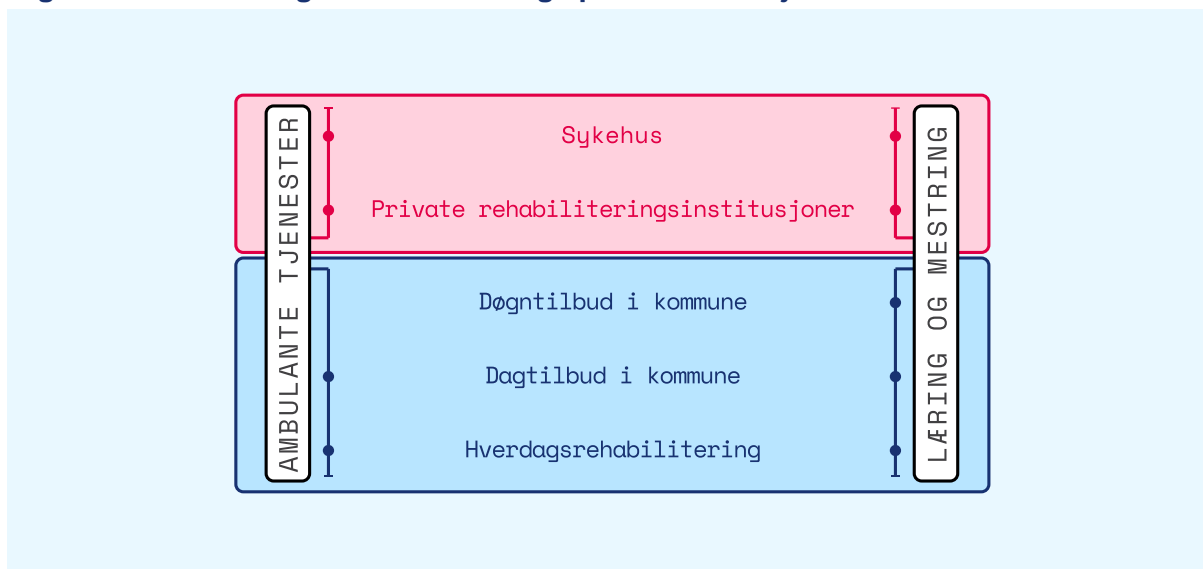 AMBULANTE TJENESTER
Sykehus
Private rehabiliteringsinstitusjoner
Døgntilbud i kommune
Dagtilbud i kommune
Hverdagsrehabilitering
LÆRING OG MESTRING